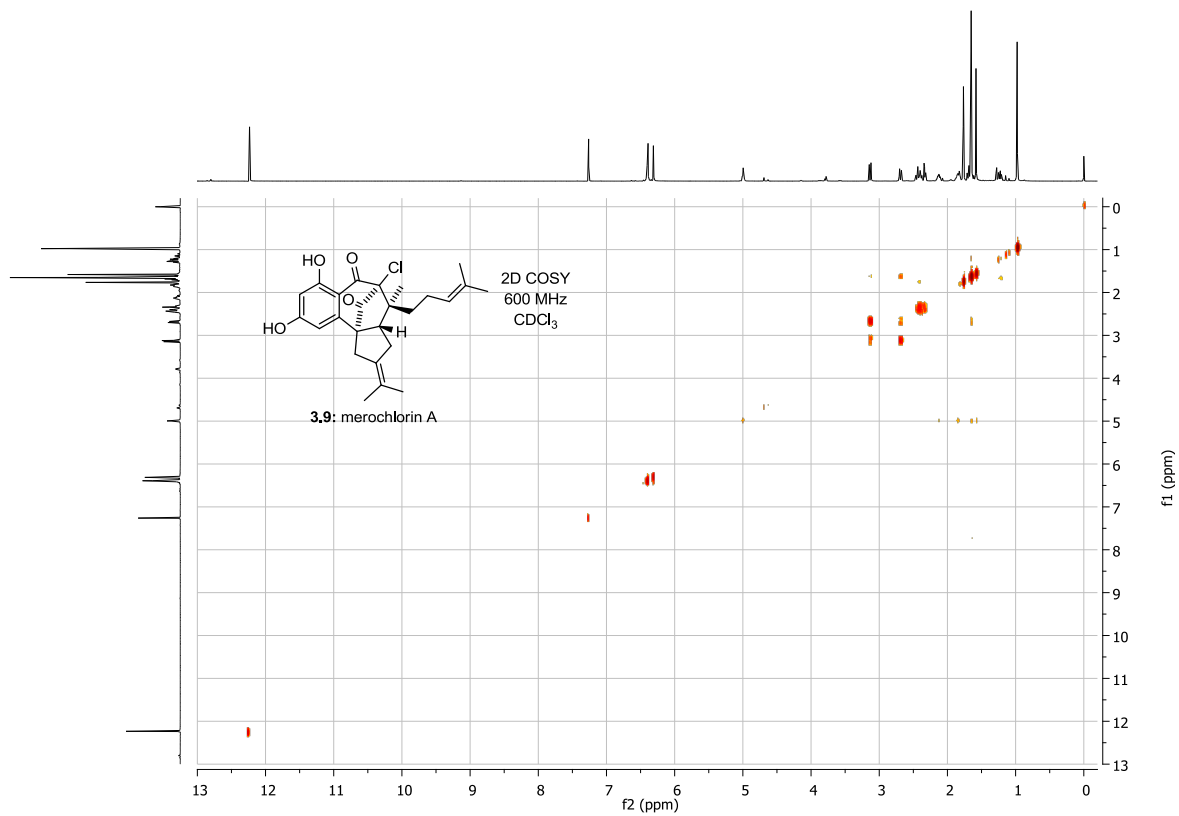 HO
O
Cl
2D COSY
600 MHz
CDCl₃
O
HO
H
3.9: merochlorin A
0
1
2
3
4
5
6
7
8
9
10
11
12
13
f1 (ppm)
13 12 11 10 9 8 7 6 5 4 3 2 1 0
f2 (ppm)